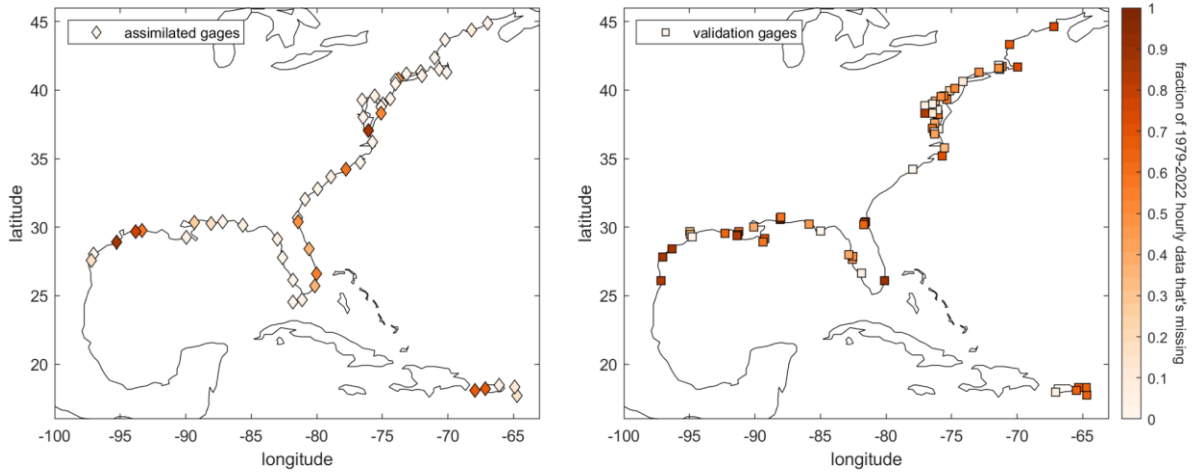 assimilated gages
45
40
35
30
25
20
latitude
-100 -95 -90 -85 -80 -75 -70 -65
longitude
validation gages
45
40
35
30
25
20
latitude
-100 -95 -90 -85 -80 -75 -70 -65
longitude
1
0.9
0.8
0.7
0.6
0.5
0.4
0.3
0.2
0.1
0
fraction of 1979-2022 hourly data that's missing